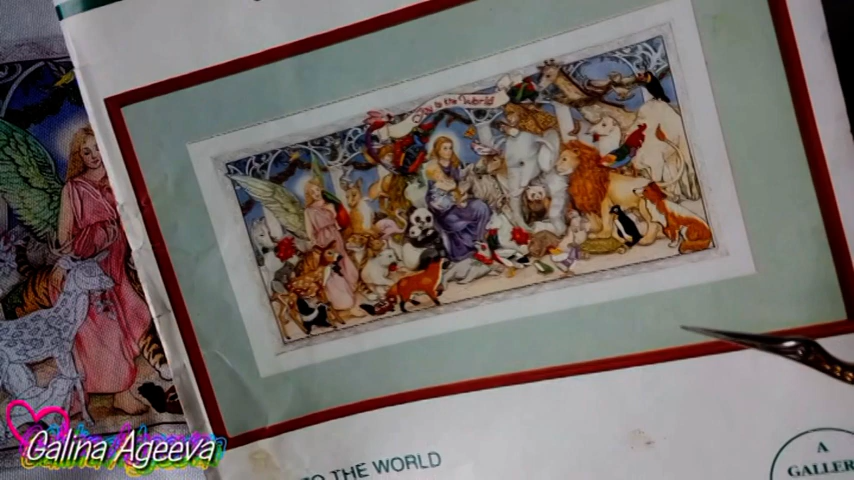 Joy to the World
TO THE WORLD
A
GALLER
Galina Ageeva